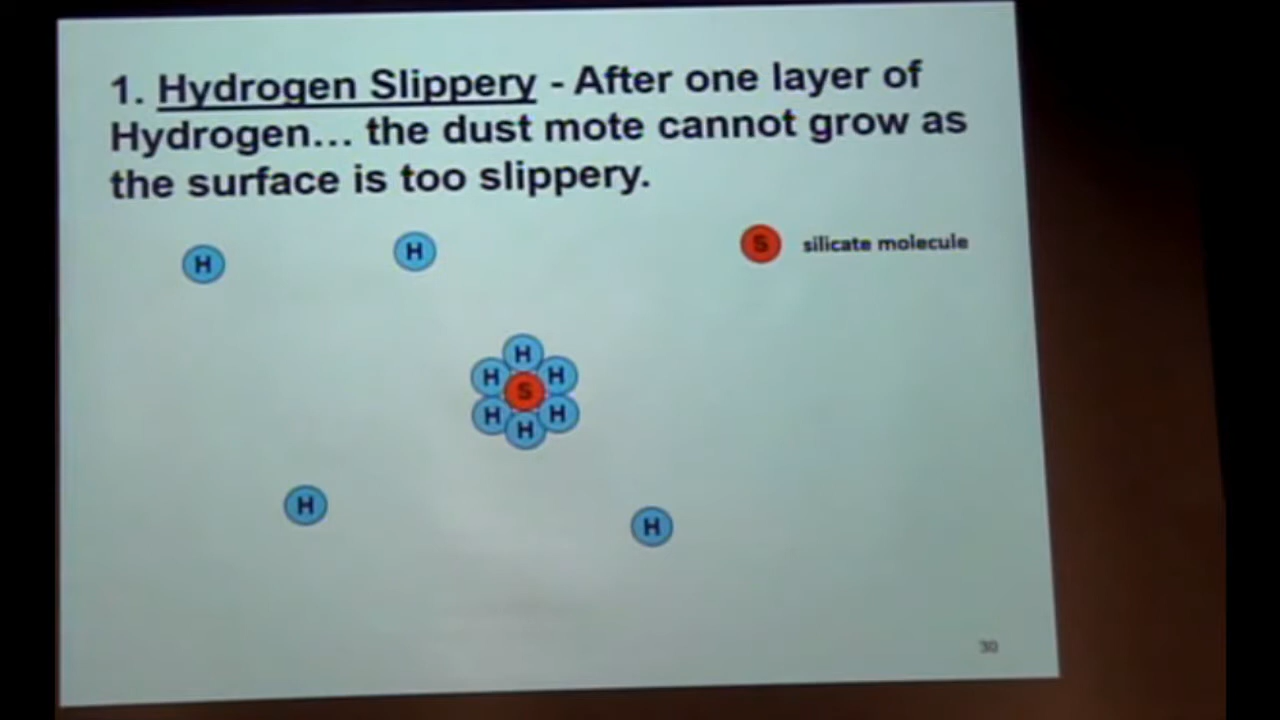 1. Hydrogen Slippery - After one layer of
Hydrogen... the dust mote cannot grow as
the surface is too slippery.
H
H
S silicate molecule
H
H
H
S
H
H
H
H
H
30